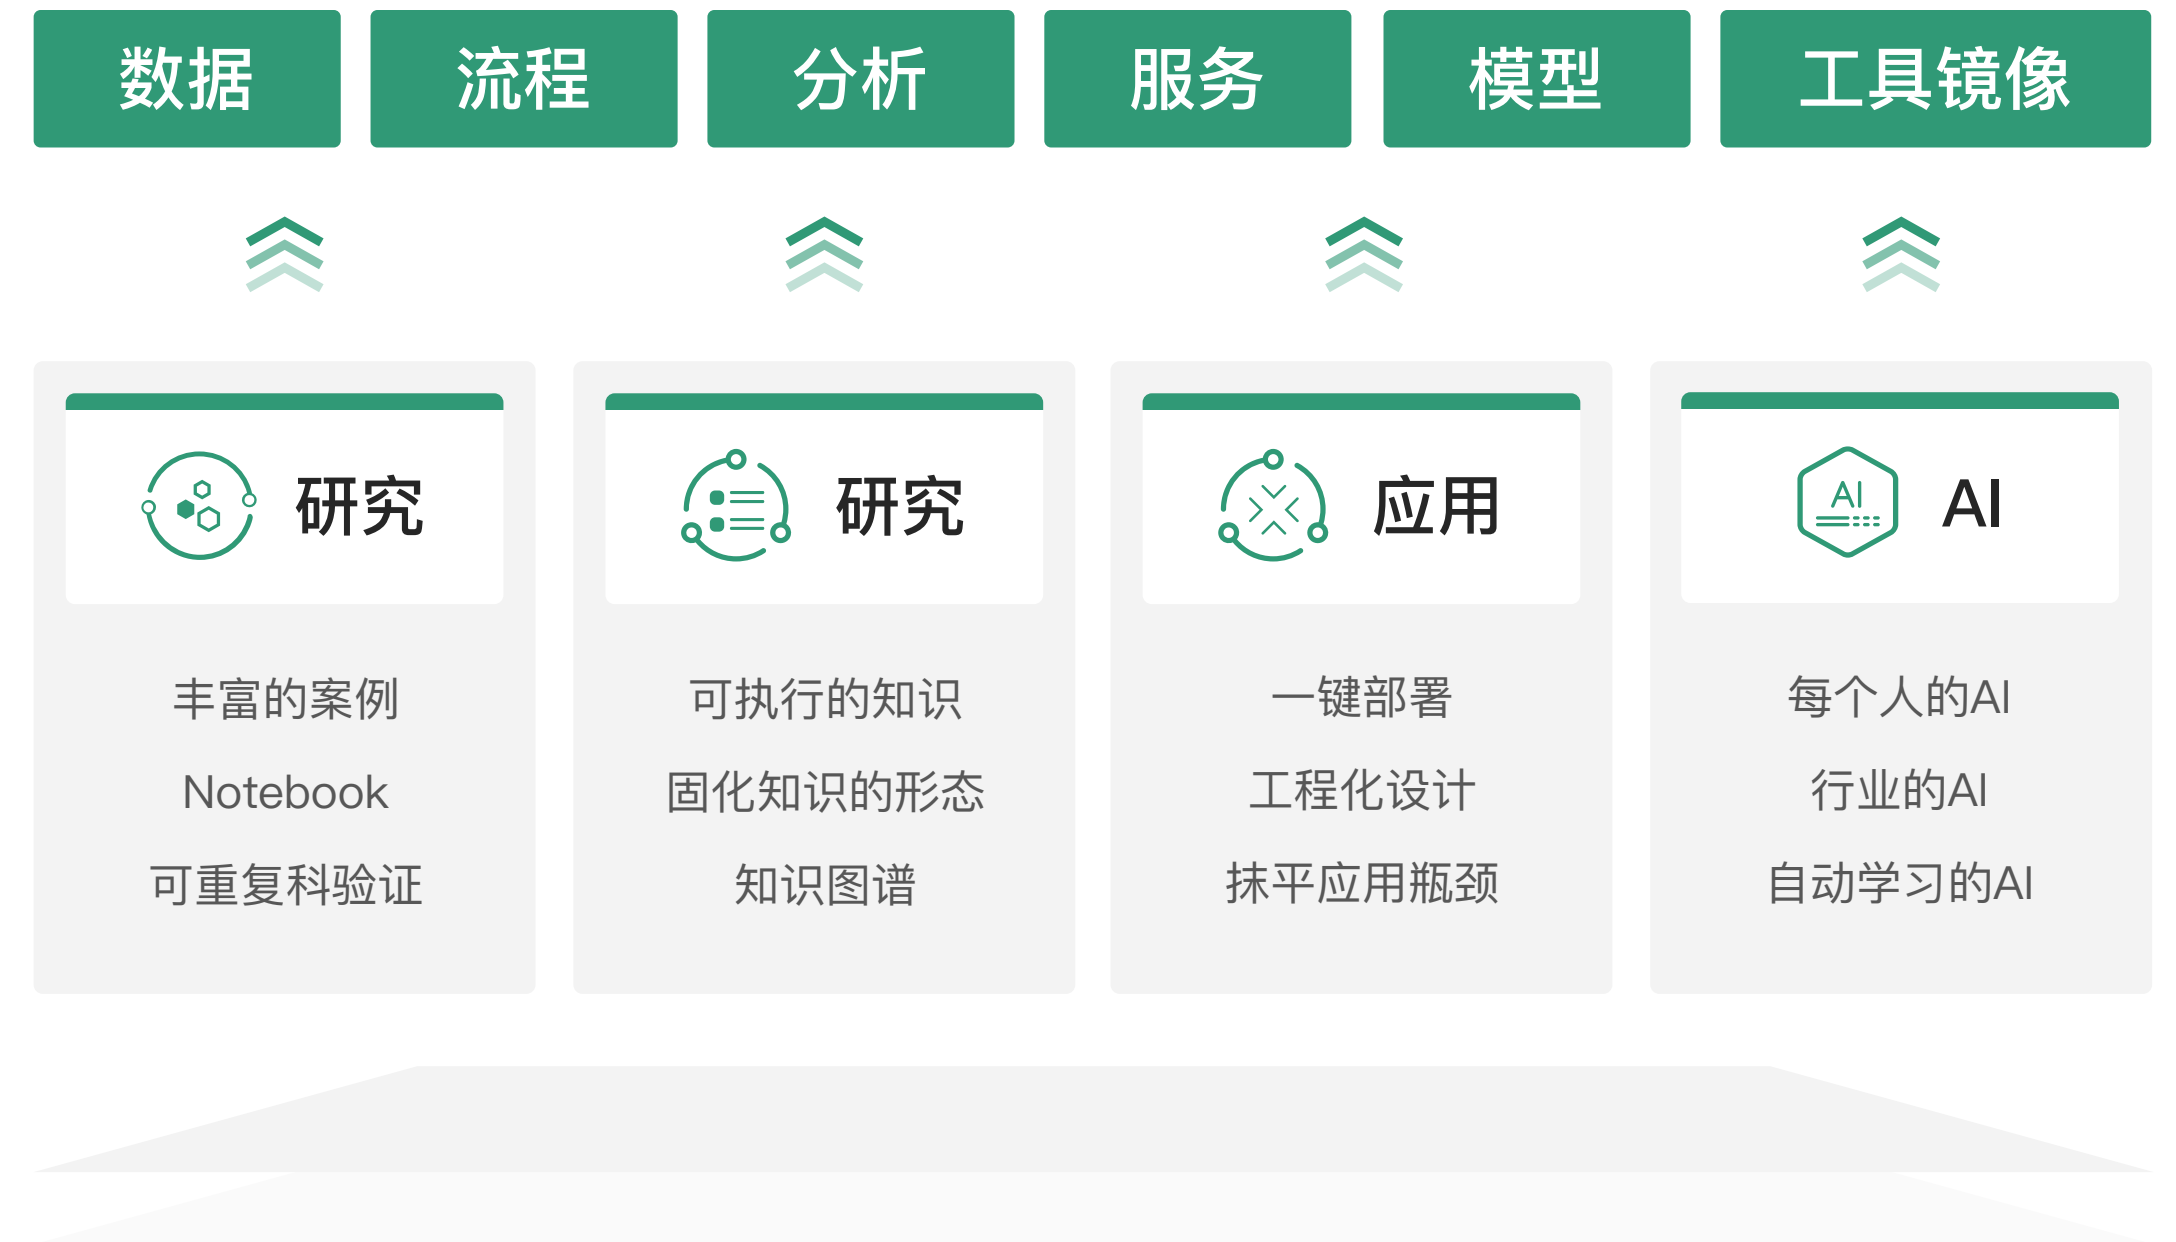 数据
流程
分析
服务
模型
工具镜像
研究
丰富的案例
Notebook
可重复科验证
研究
可执行的知识
固化知识的形态
知识图谱
应用
一键部署
工程化设计
抹平应用瓶颈
AI
AI
每个人的AI
行业的AI
自动学习的AI